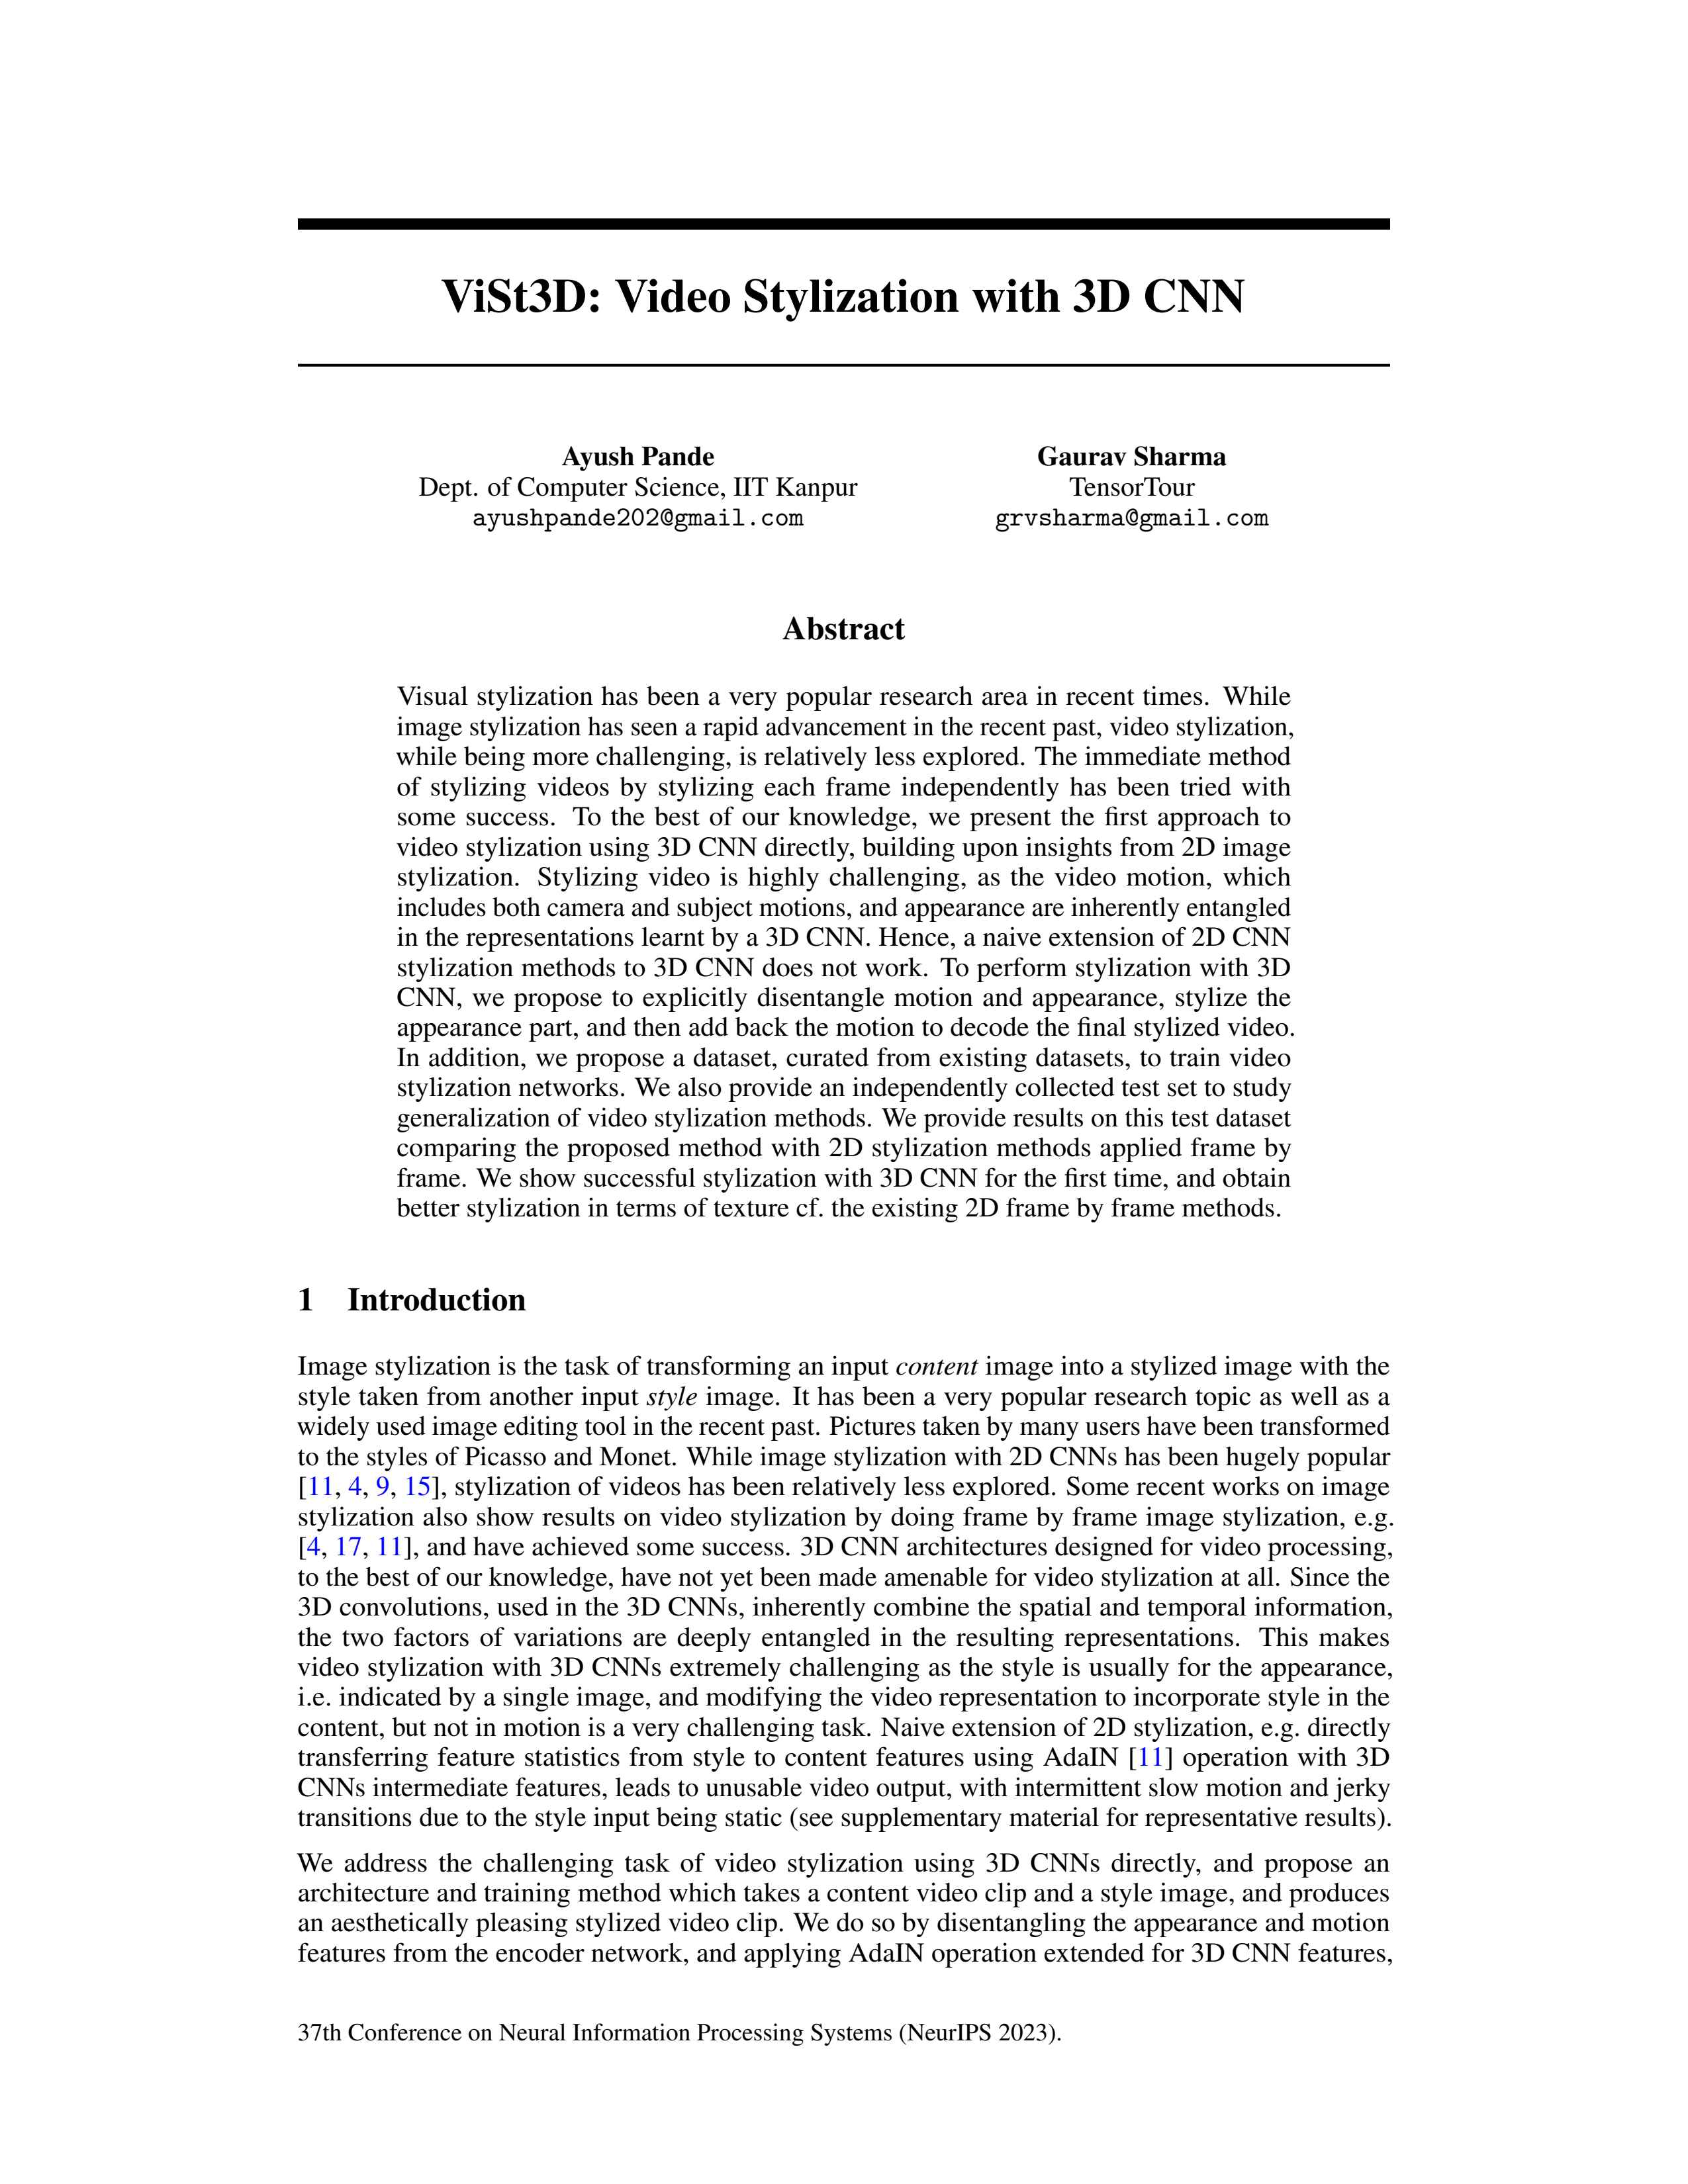 ViSt3D: Video Stylization with 3D CNN
Ayush Pande
Dept. of Computer Science, IIT Kanpur
ayushpande202@gmail.com
Gaurav Sharma
TensorTour
grvsharma@gmail.com
Abstract
Visual stylization has been a very popular research area in recent times. While
image stylization has seen a rapid advancement in the recent past, video stylization,
while being more challenging, is relatively less explored. The immediate method
of stylizing videos by stylizing each frame independently has been tried with
some success. To the best of our knowledge, we present the first approach to
video stylization using 3D CNN directly, building upon insights from 2D image
stylization. Stylizing video is highly challenging, as the video motion, which
includes both camera and subject motions, and appearance are inherently entangled
in the representations learnt by a 3D CNN. Hence, a naive extension of 2D CNN
stylization methods to 3D CNN does not work. To perform stylization with 3D
CNN, we propose to explicitly disentangle motion and appearance, stylize the
appearance part, and then add back the motion to decode the final stylized video.
In addition, we propose a dataset, curated from existing datasets, to train video
stylization networks. We also provide an independently collected test set to study
generalization of video stylization methods. We provide results on this test dataset
comparing the proposed method with 2D stylization methods applied frame by
frame. We show successful stylization with 3D CNN for the first time, and obtain
better stylization in terms of texture cf. the existing 2D frame by frame methods.
1 Introduction
Image stylization is the task of transforming an input content image into a stylized image with the
style taken from another input style image. It has been a very popular research topic as well as a
widely used image editing tool in the recent past. Pictures taken by many users have been transformed
to the styles of Picasso and Monet. While image stylization with 2D CNNs has been hugely popular
[11, 4, 9, 15], stylization of videos has been relatively less explored. Some recent works on image
stylization also show results on video stylization by doing frame by frame image stylization, e.g.
[4, 17, 11], and have achieved some success. 3D CNN architectures designed for video processing,
to the best of our knowledge, have not yet been made amenable for video stylization at all. Since the
3D convolutions, used in the 3D CNNs, inherently combine the spatial and temporal information,
the two factors of variations are deeply entangled in the resulting representations. This makes
video stylization with 3D CNNs extremely challenging as the style is usually for the appearance,
i.e. indicated by a single image, and modifying the video representation to incorporate style in the
content, but not in motion is a very challenging task. Naive extension of 2D stylization, e.g. directly
transferring feature statistics from style to content features using AdaIN [11] operation with 3D
CNNs intermediate features, leads to unusable video output, with intermittent slow motion and jerky
transitions due to the style input being static (see supplementary material for representative results).
We address the challenging task of video stylization using 3D CNNs directly, and propose an
architecture and training method which takes a content video clip and a style image, and produces
an aesthetically pleasing stylized video clip. We do so by disentangling the appearance and motion
features from the encoder network, and applying AdaIN operation extended for 3D CNN features,
37th Conference on Neural Information Processing Systems (NeurIPS 2023).